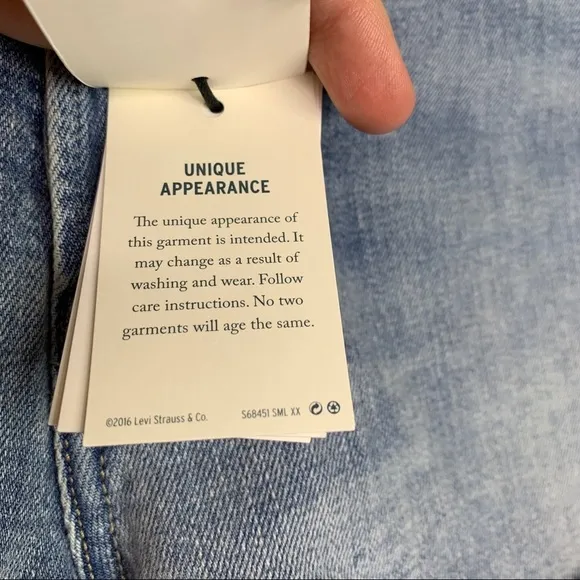 UNIQUE
APPEARANCE
The unique appearance of
this garment is intended. It
may change as a result of
washing and wear. Follow
care instructions. No two
garments will age the same.
©2016 Levi Strauss & Co. S68451 SML XX